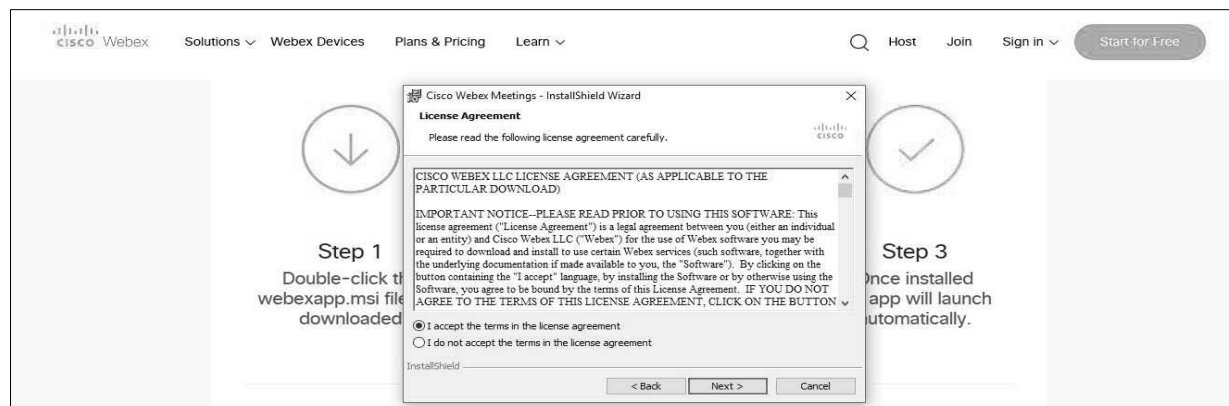 CISCO Webex
Solutions
Webex Devices
Plans & Pricing
Learn
Host
Join
Sign in
Start for Free
Cisco Webex Meetings - InstallShield Wizard
License Agreement
Please read the following license agreement carefully.
CISCO
CISCO WEBEX LLC LICENSE AGREEMENT (AS APPLICABLE TO THE
PARTICULAR DOWNLOAD)
IMPORTANT NOTICE--PLEASE READ PRIOR TO USING THIS SOFTWARE: This
license agreement ("License Agreement") is a legal agreement between you (either an individual
or an entity) and Cisco Webex LLC ("Webex") for the use of Webex software you may be
required to download and install to use certain Webex services (such software, together with
the underlying documentation if made available to you, the "Software"). By clicking on the
button containing the "I accept" language, by installing the Software or by otherwise using the
Software, you agree to be bound by the terms of this License Agreement. IF YOU DO NOT
AGREE TO THE TERMS OF THIS LICENSE AGREEMENT, CLICK ON THE BUTTON
I accept the terms in the license agreement
I do not accept the terms in the license agreement
InstallShield
< Back
Next >
Cancel
Step 1
Double-click th
webexapp.msi file
downloaded
Step 3
Once installed
app will launch
automatically.